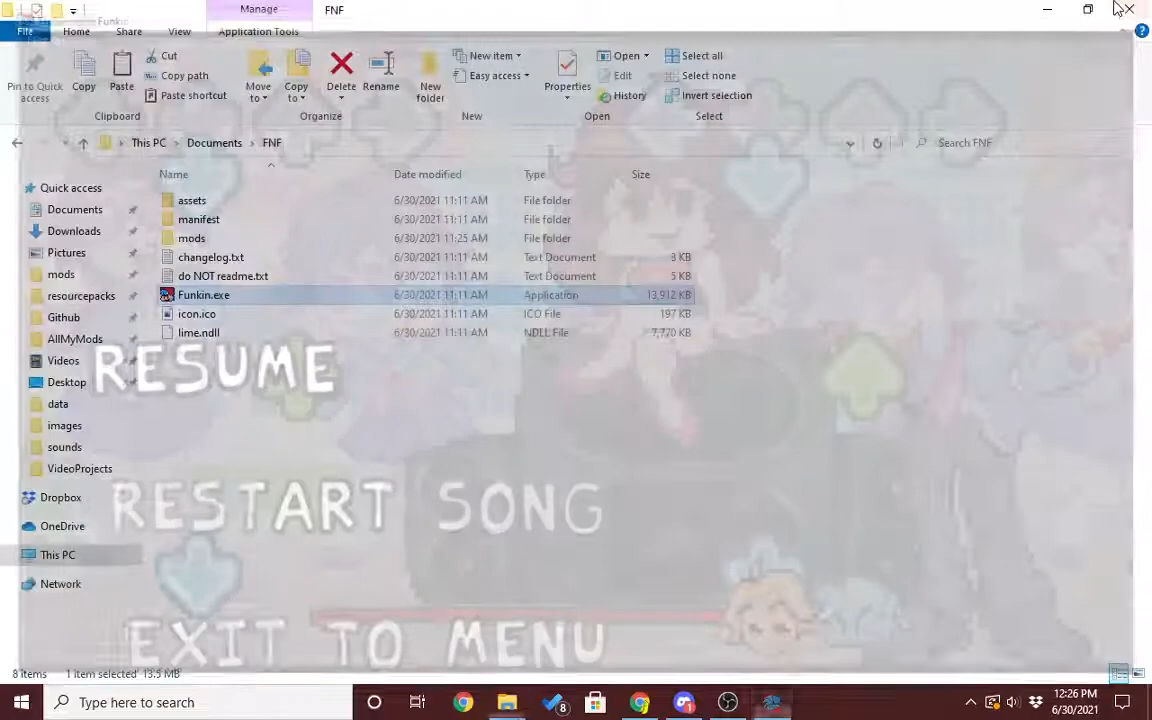 Funkin
Manage
FNF
File
Home
Share
View
Application Tools
Pin to Quick access
Copy
Paste
Cut
Copy path
Paste shortcut
Clipboard
Move to
Copy to
Delete
Rename
Organize
New folder
New item
Easy access
New
Properties
Open
Edit
History
Open
Select all
Select none
Invert selection
Select
This PC
Documents
FNF
Search FNF
Name
Date modified
Type
Size
Quick access
Documents
Downloads
Pictures
mods
resourcepacks
Github
AllMyMods
Videos
Desktop
data
images
sounds
VideoProjects
Dropbox
OneDrive
This PC
Network
assets 6/30/2021 11:11 AM File folder
manifest 6/30/2021 11:11 AM File folder
mods 6/30/2021 11:25 AM File folder
changelog.txt 6/30/2021 11:11 AM Text Document 8 KB
do NOT readme.txt 6/30/2021 11:11 AM Text Document 5 KB
Funkin.exe 6/30/2021 11:11 AM Application 13,912 KB
icon.ico 6/30/2021 11:11 AM ICO File 197 KB
lime.ndll 6/30/2021 11:11 AM NDLL File 7,770 KB
RESUME
RESTART SONG
EXIT TO MENU
8 items
1 item selected 13.5 MB
Type here to search
8
1
12:26 PM
6/30/2021